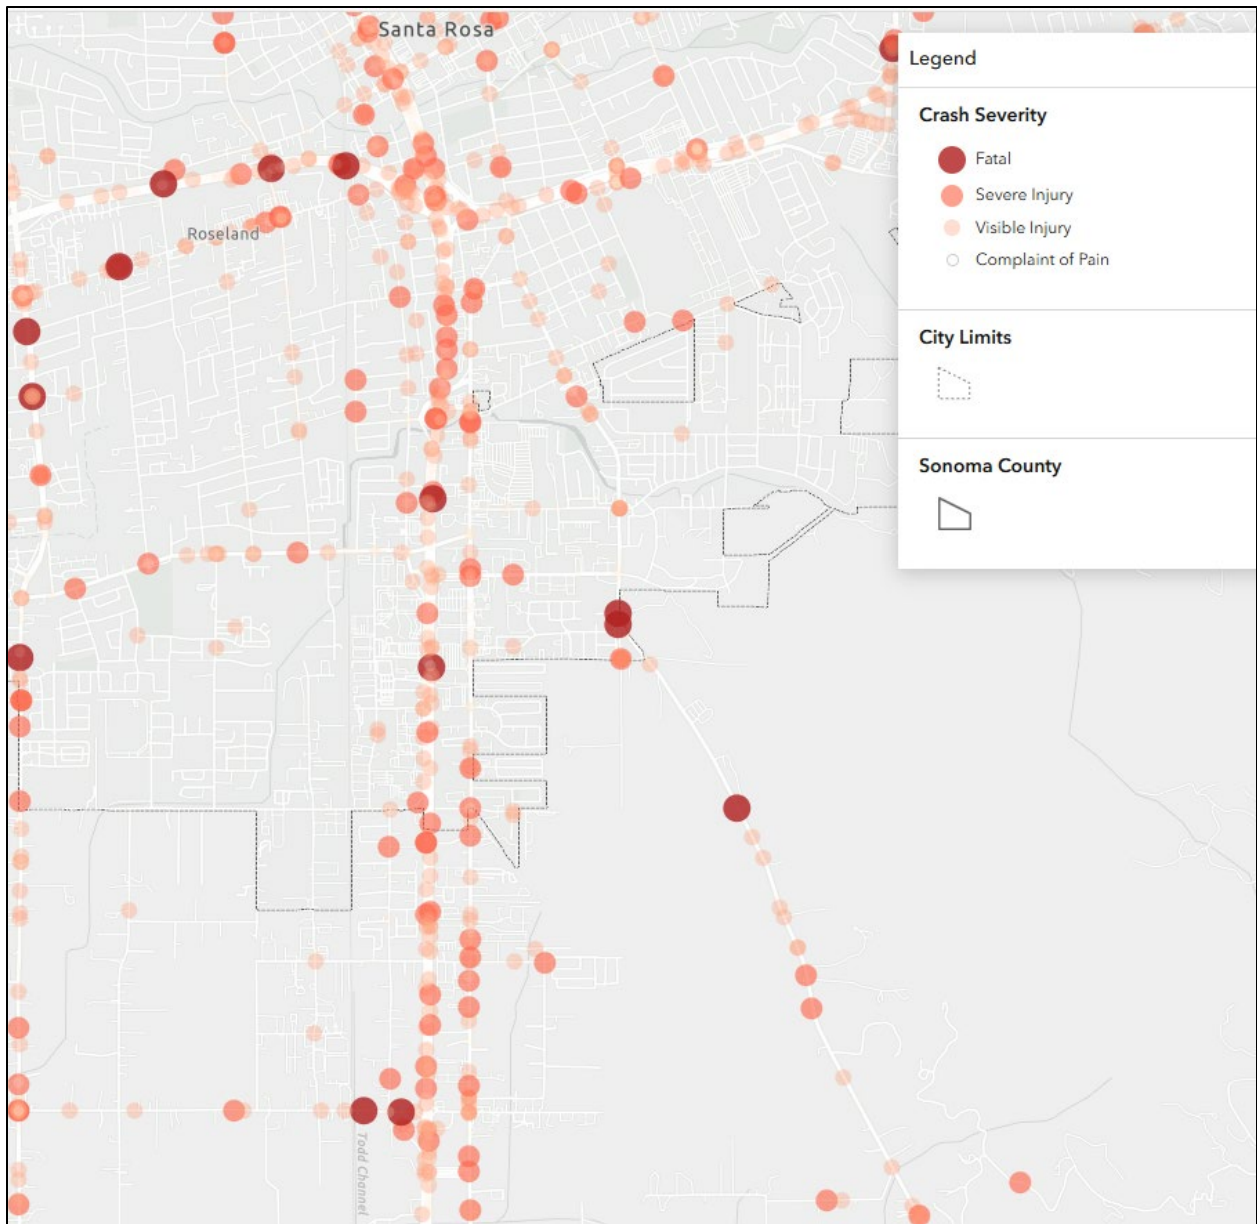 Santa Rosa
Legend
Crash Severity
Fatal
Severe Injury
Visible Injury
Complaint of Pain
Roseland
City Limits
Sonoma County
Todd Channel